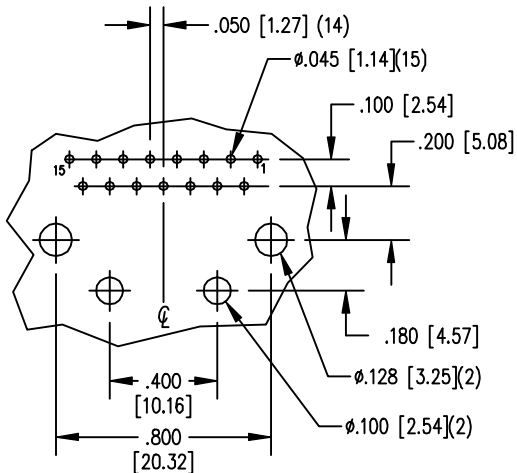 .050 [1.27] (14)
ø.045 [1.14](15)
.100 [2.54]
.200 [5.08]
15
1
℄
.180 [4.57]
.400
[10.16]
ø.128 [3.25](2)
ø.100 [2.54](2)
.800
[20.32]